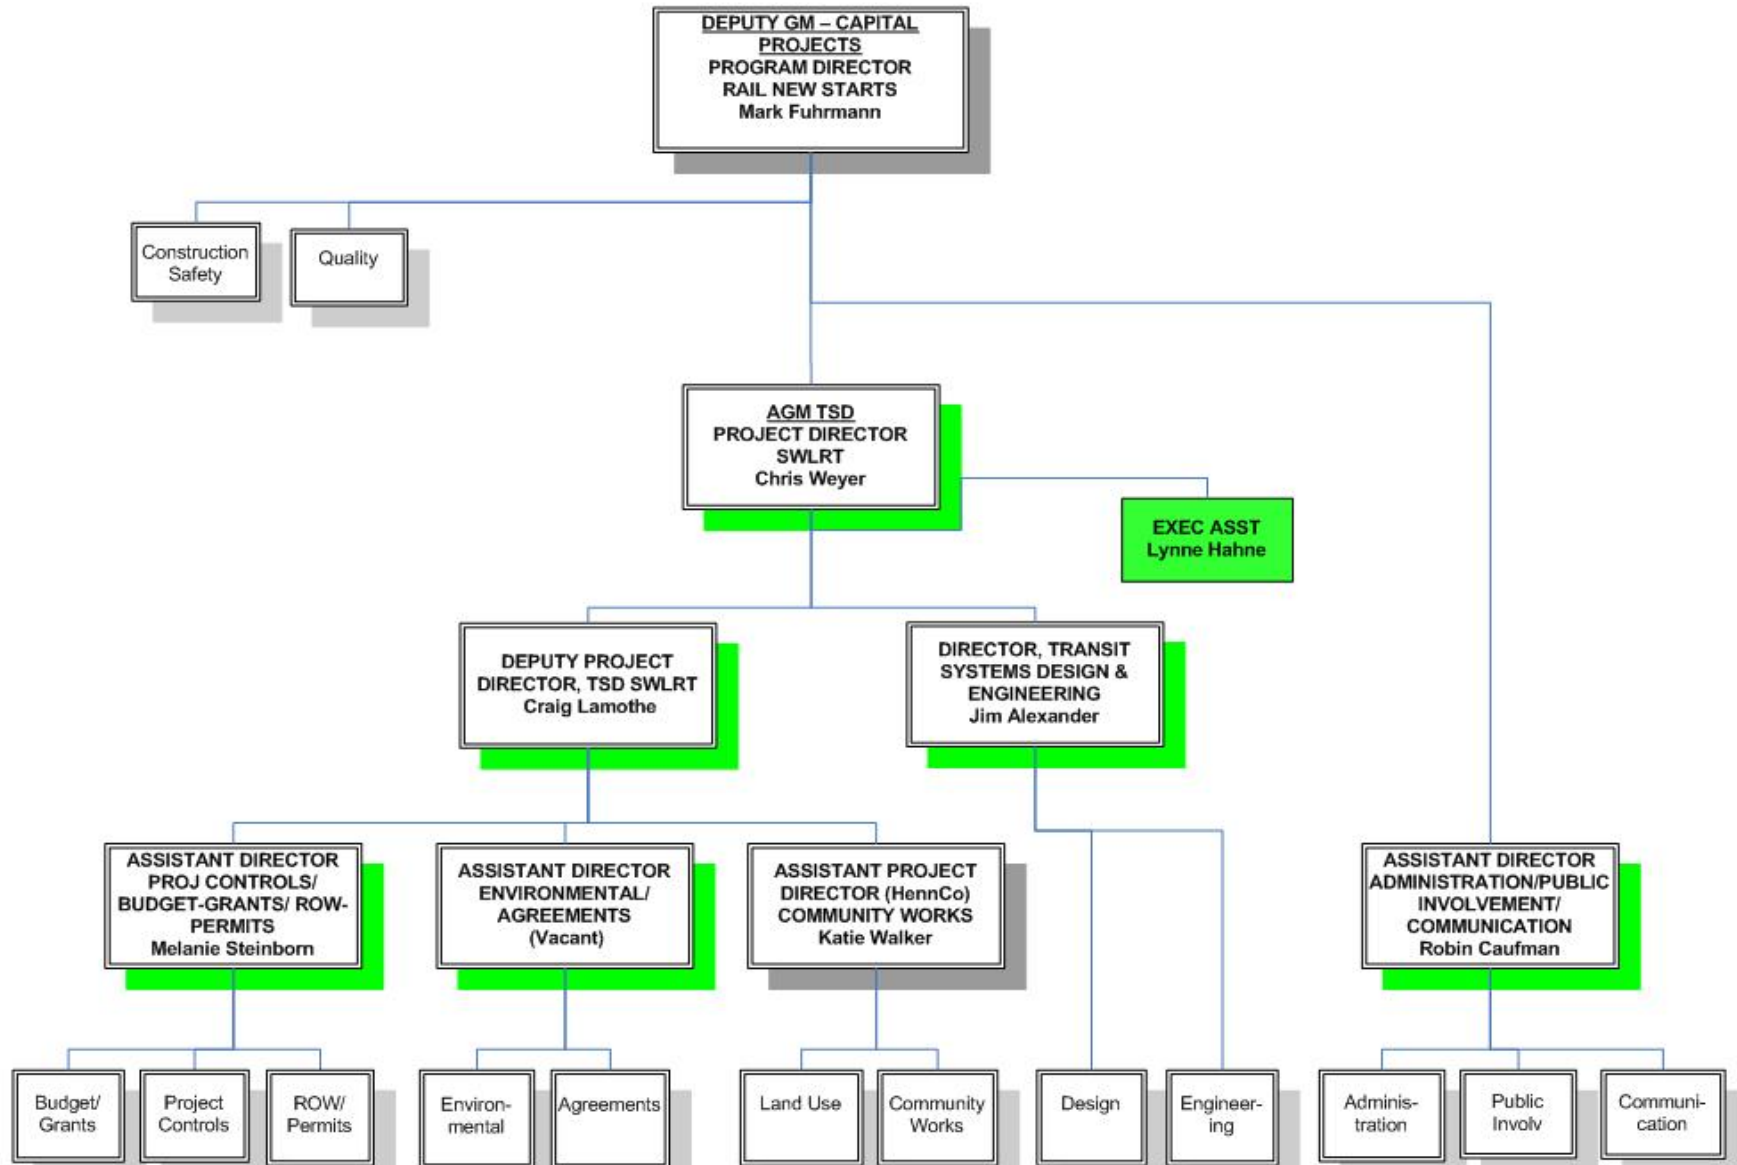 DEPUTY GM – CAPITAL
PROJECTS
PROGRAM DIRECTOR
RAIL NEW STARTS
Mark Fuhrmann
Construction
Safety
Quality
AGM TSD
PROJECT DIRECTOR
SWLRT
Chris Weyer
EXEC ASST
Lynne Hahne
DEPUTY PROJECT
DIRECTOR, TSD SWLRT
Craig Lamothe
DIRECTOR, TRANSIT
SYSTEMS DESIGN &
ENGINEERING
Jim Alexander
ASSISTANT DIRECTOR
PROJ CONTROLS/
BUDGET-GRANTS/ ROW-
PERMITS
Melanie Steinborn
ASSISTANT DIRECTOR
ENVIRONMENTAL/
AGREEMENTS
(Vacant)
ASSISTANT PROJECT
DIRECTOR (HennCo)
COMMUNITY WORKS
Katie Walker
ASSISTANT DIRECTOR
ADMINISTRATION/PUBLIC
INVOLVEMENT/
COMMUNICATION
Robin Caufman
Budget/
Grants
Project
Controls
ROW/
Permits
Environ-
mental
Agreements
Land Use
Community
Works
Design
Engineer-
ing
Adminis-
tration
Public
Involv
Communi-
cation